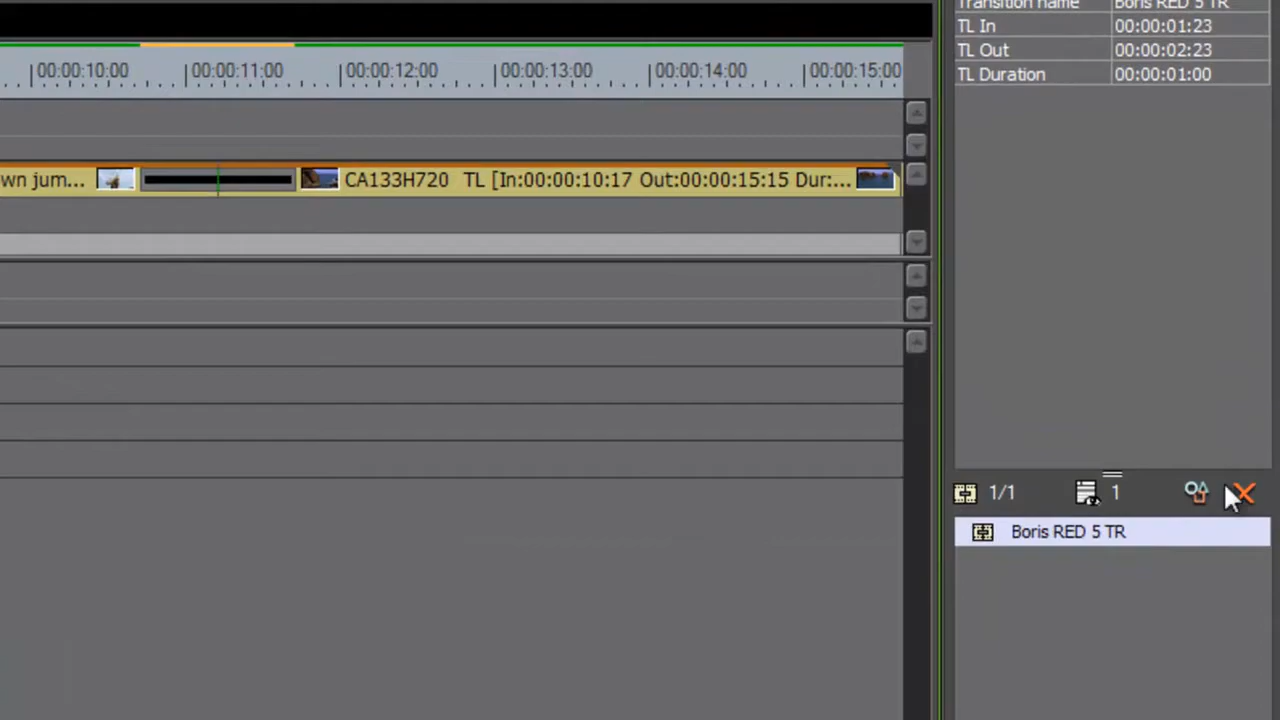 Transition name Boris RED 5 TR
TL In 00:00:01:23
TL Out 00:00:02:23
TL Duration 00:00:01:00
00:00:10:00 00:00:11:00 00:00:12:00 00:00:13:00 00:00:14:00 00:00:15:00
wn jum... CA133H720 TL [In:00:00:10:17 Out:00:00:15:15 Dur:...
1/1 1
Boris RED 5 TR